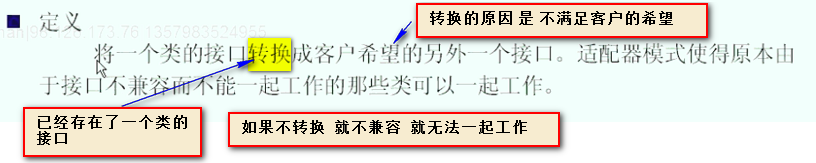 定义
转换的原因 是 不满足客户的希望
将一个类的接口转换成客户希望的另外一个接口。适配器模式使得原本由
于接口不兼容而不能一起工作的那些类可以一起工作。
已经存在了一个类的
接口
如果不转换 就不兼容 就无法一起工作